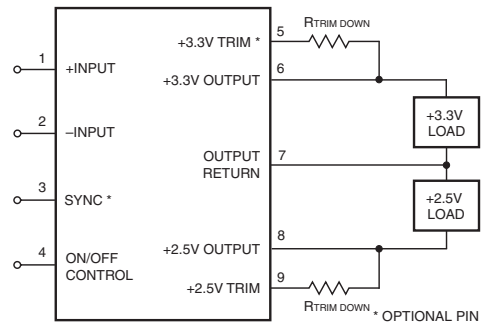 1
+INPUT
2
–INPUT
3
SYNC *
4
ON/OFF
CONTROL
+3.3V TRIM *
5
RTRIM DOWN
+3.3V OUTPUT
6
+3.3V
LOAD
OUTPUT
RETURN
7
+2.5V
LOAD
+2.5V OUTPUT
8
+2.5V TRIM
9
RTRIM DOWN
* OPTIONAL PIN